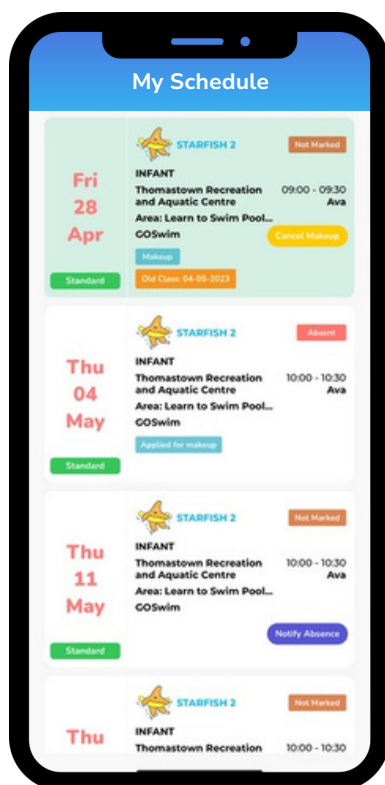 My Schedule
STARFISH 2
Not Marked
INFANT
Fri
28
Apr
Thomastown Recreation
and Aquatic Centre
09:00 - 09:30
Ava
Area: Learn to Swim Pool...
GOSwim
Cancel Makeup
Makeup
Old Class: 04-05-2023
Standard
STARFISH 2
Absent
INFANT
Thu
04
May
Thomastown Recreation
and Aquatic Centre
10:00 - 10:30
Ava
Area: Learn to Swim Pool...
GOSwim
Applied for makeup
Standard
STARFISH 2
Not Marked
INFANT
Thu
11
May
Thomastown Recreation
and Aquatic Centre
10:00 - 10:30
Ava
Area: Learn to Swim Pool...
GOSwim
Notify Absence
Standard
STARFISH 2
Not Marked
INFANT
Thu
Thomastown Recreation
10:00 - 10:30